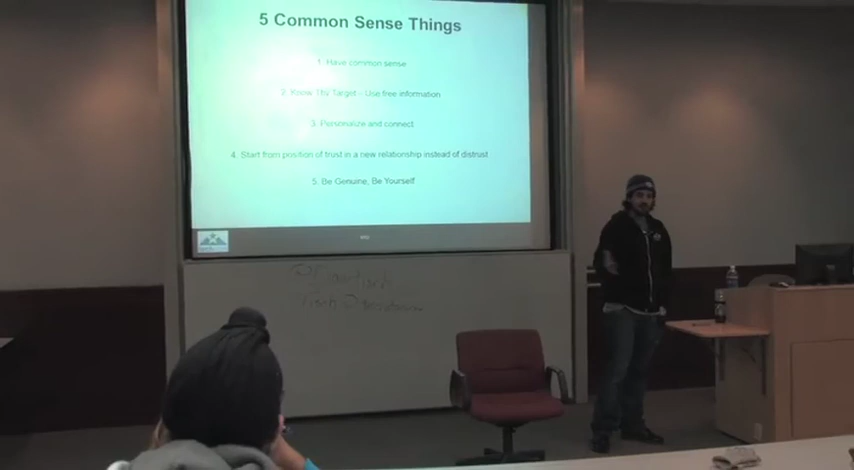 5 Common Sense Things
1. Have common sense
2. Know Thy Target - Use free information
3. Personalize and connect
4. Start from position of trust in a new relationship instead of distrust
5. Be Genuine, Be Yourself